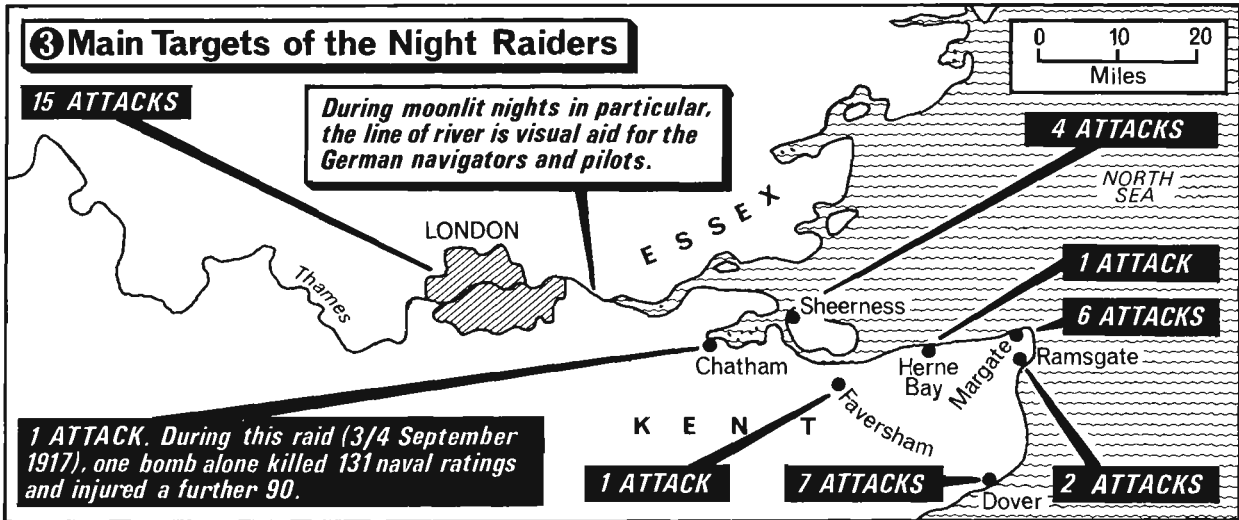 ❸ Main Targets of the Night Raiders
0 10 20
Miles
15 ATTACKS
During moonlit nights in particular,
the line of river is visual aid for the
German navigators and pilots.
4 ATTACKS
NORTH
SEA
LONDON
ESSEX
Thames
1 ATTACK
Sheerness
6 ATTACKS
Chatham
Herne
Bay
Margate
Ramsgate
Faversham
KENT
1 ATTACK. During this raid (3/4 September
1917), one bomb alone killed 131 naval ratings
and injured a further 90.
1 ATTACK
7 ATTACKS
Dover
2 ATTACKS